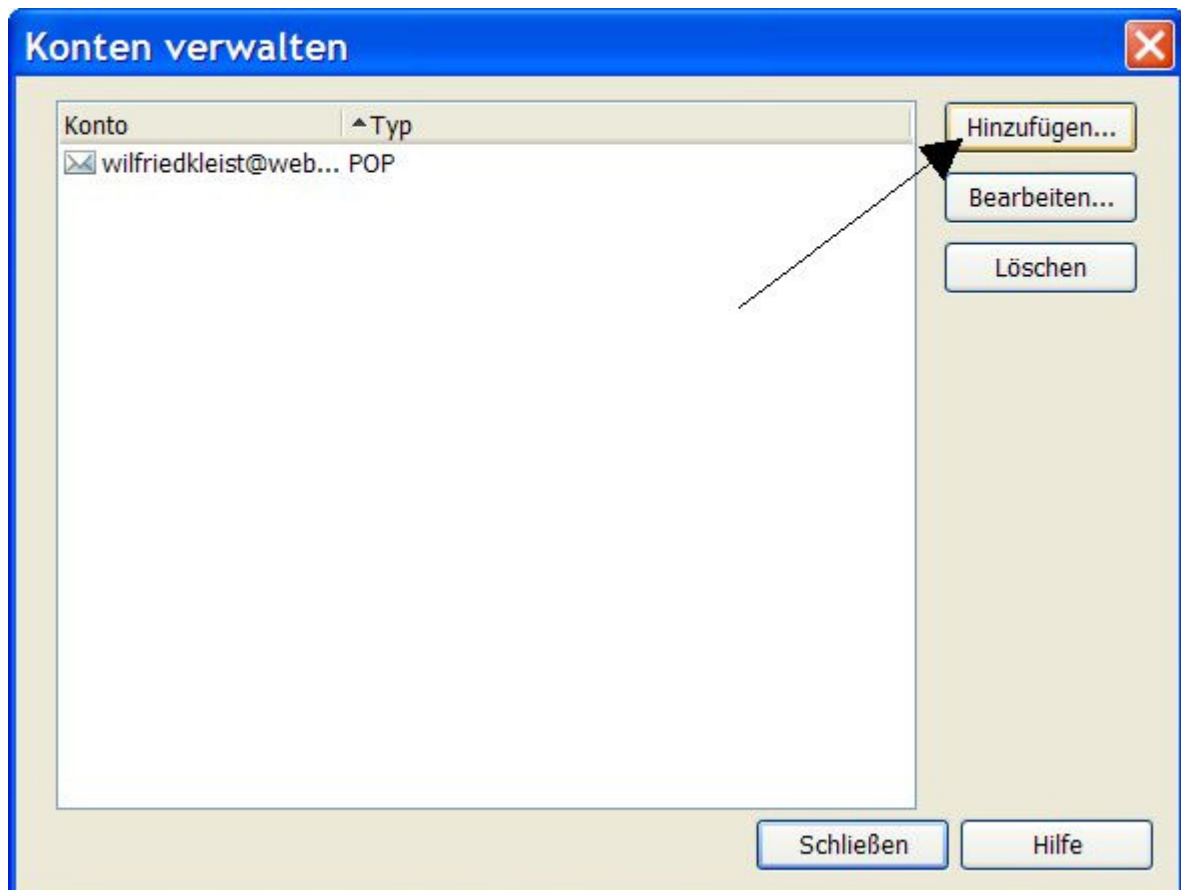 Konten verwalten
Konto Typ Hinzufügen...
wilfriedkleist@web... POP
Bearbeiten...
Löschen
Schließen Hilfe